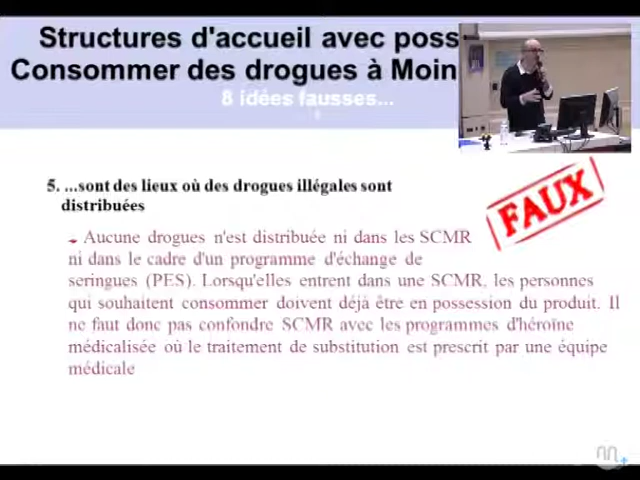 Structures d'accueil avec poss
Consommer des drogues à Moin
8 idées fausses...
5. ...sont des lieux où des drogues illégales sont
distribuées
FAUX
Aucune drogues n'est distribuée ni dans les SCMR
ni dans le cadre d'un programme d'échange de
seringues (PES). Lorsqu'elles entrent dans une SCMR, les personnes
qui souhaitent consommer doivent déjà être en possession du produit. Il
ne faut donc pas confondre SCMR avec les programmes d'héroïne
médicalisée où le traitement de substitution est prescrit par une équipe
médicale